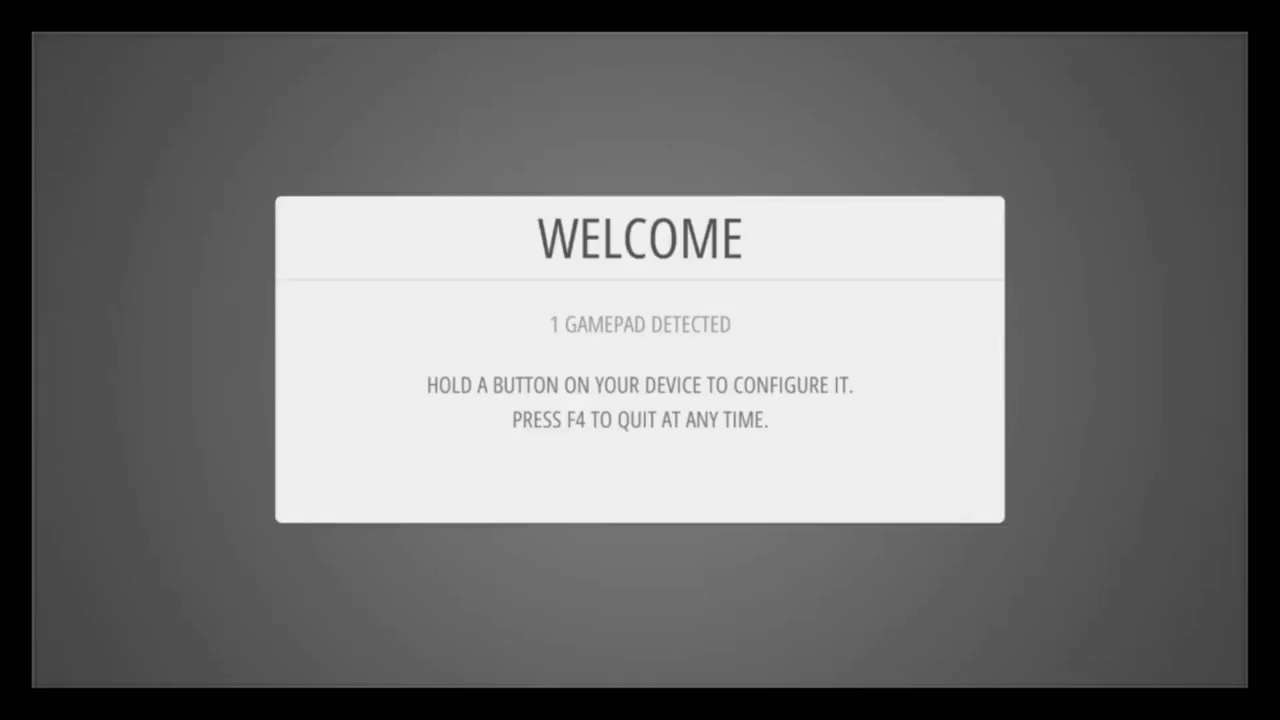 WELCOME
1 GAMEPAD DETECTED
HOLD A BUTTON ON YOUR DEVICE TO CONFIGURE IT.
PRESS F4 TO QUIT AT ANY TIME.